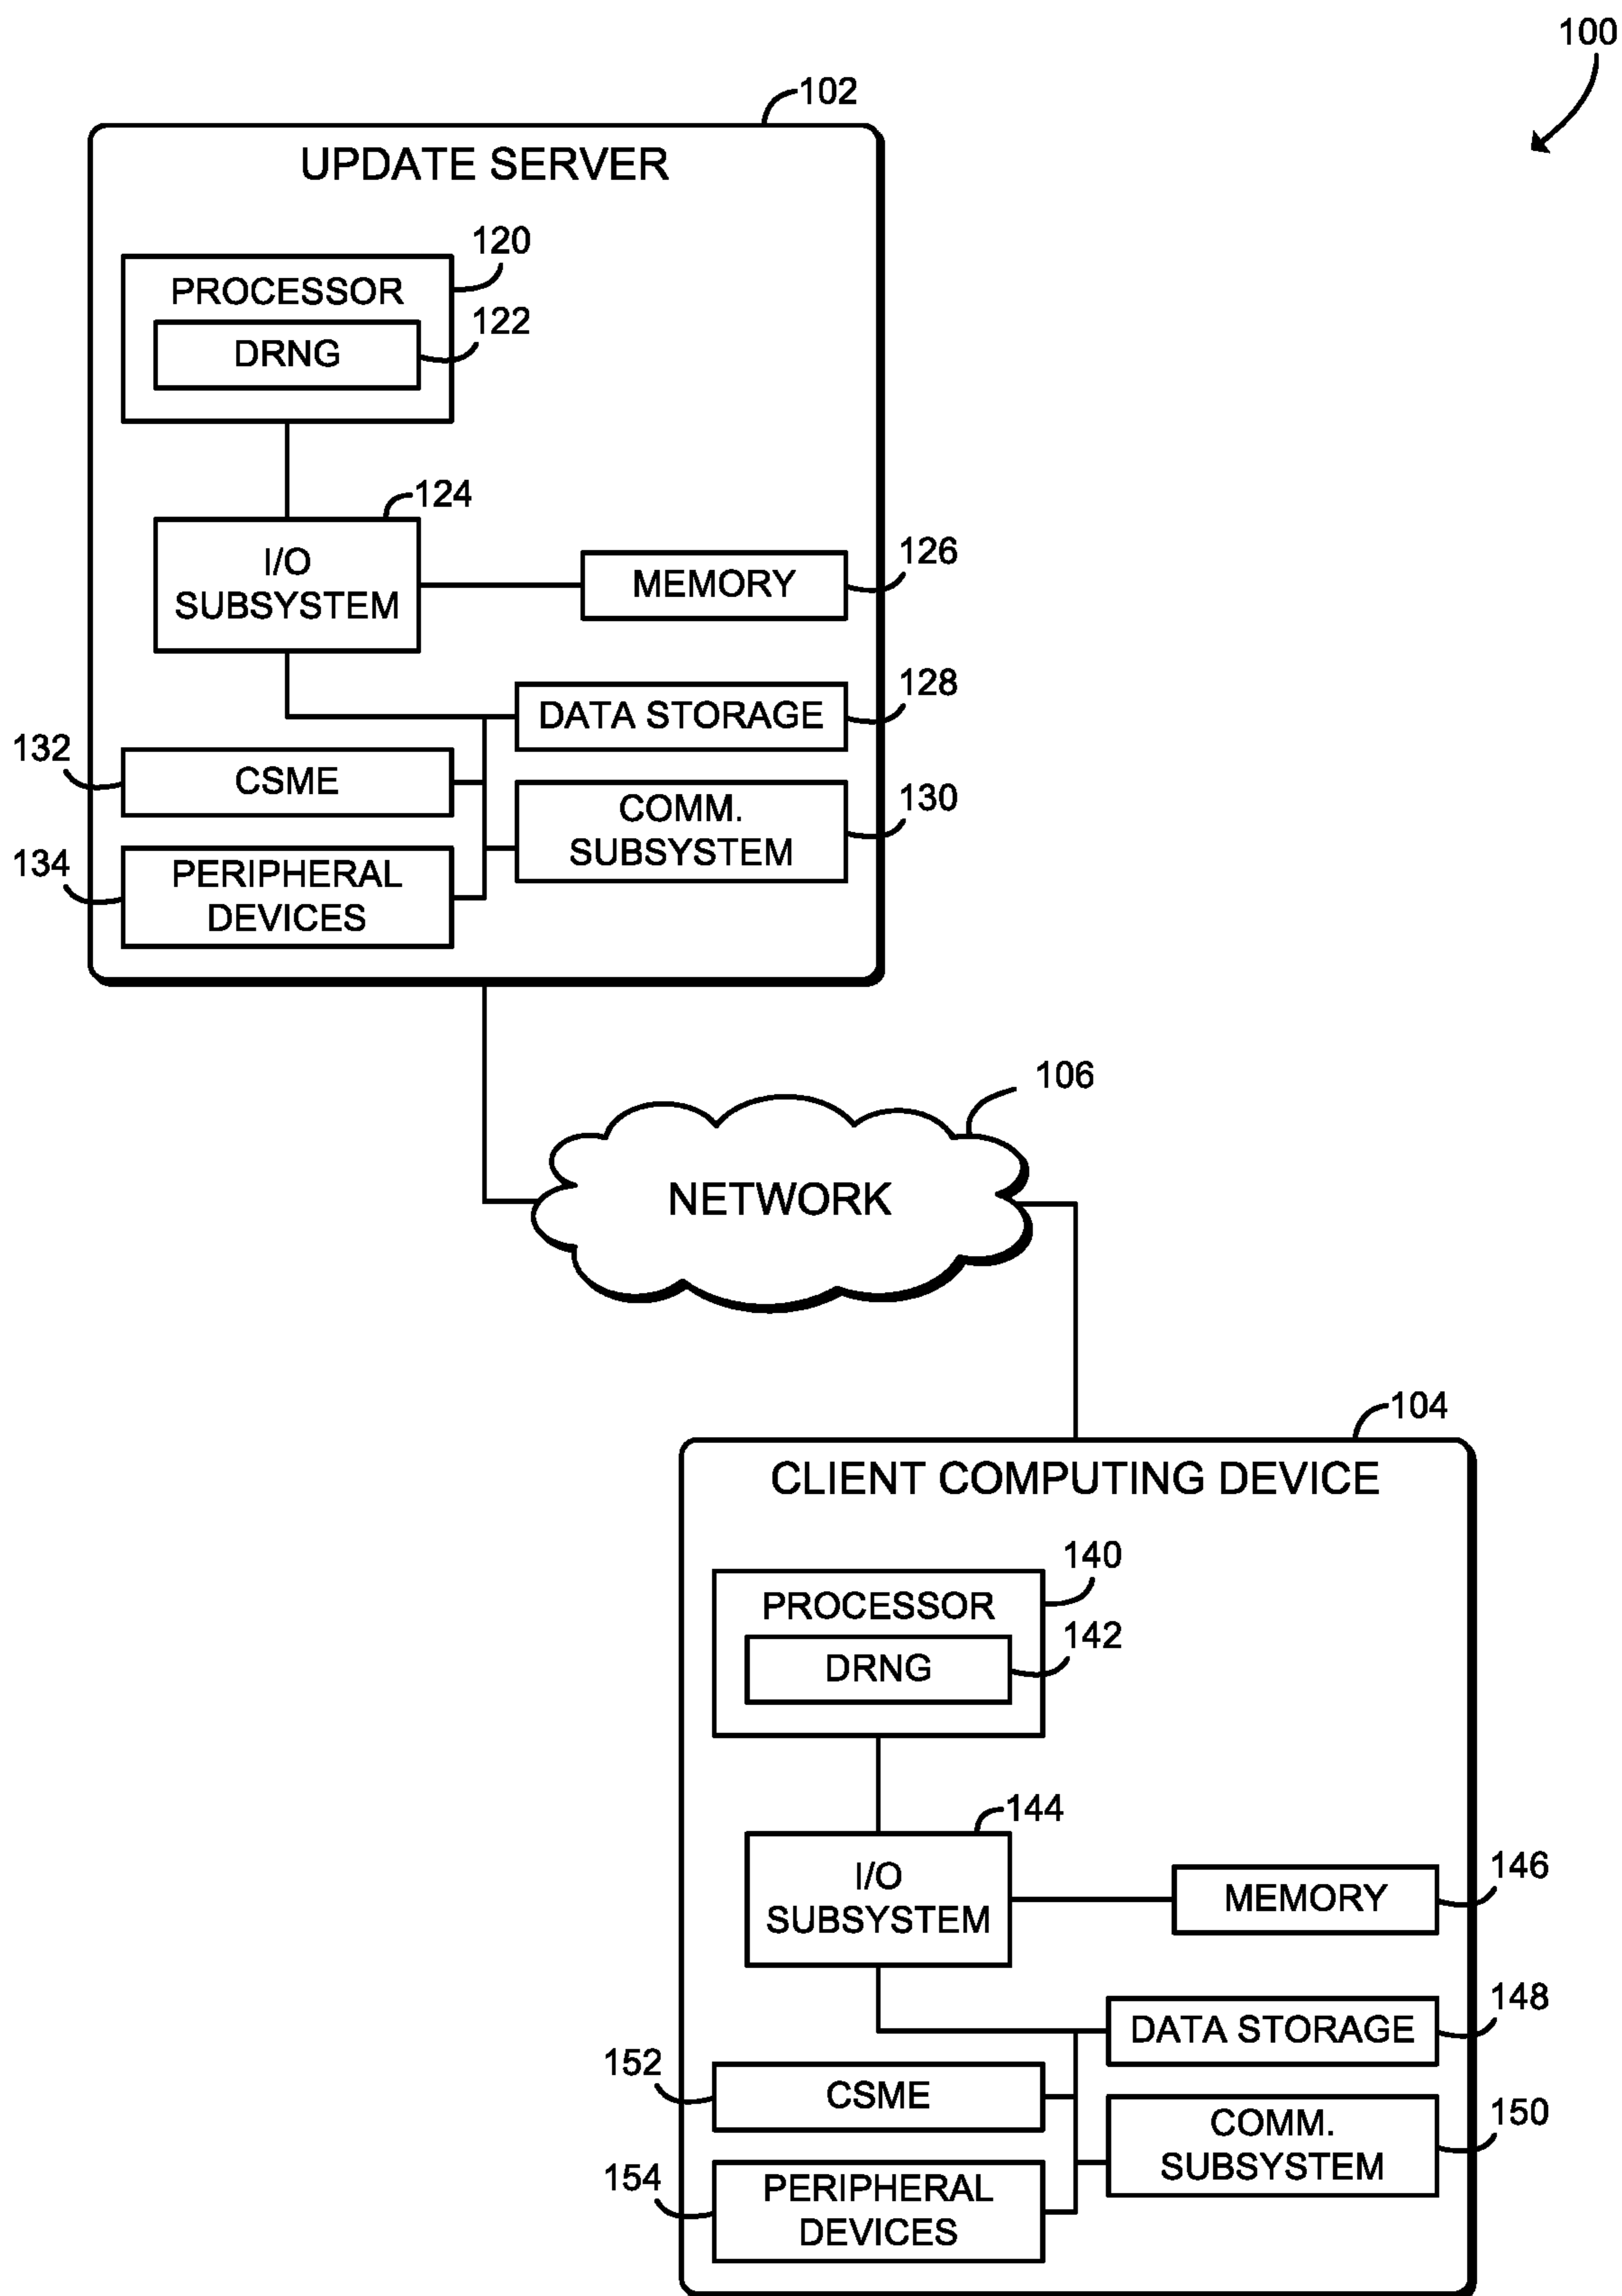 100
102
UPDATE SERVER
120
PROCESSOR
122
DRNG
124
I/O
SUBSYSTEM
126
MEMORY
128
DATA STORAGE
132
CSME
130
COMM.
SUBSYSTEM
134
PERIPHERAL
DEVICES
106
NETWORK
104
CLIENT COMPUTING DEVICE
140
PROCESSOR
142
DRNG
144
I/O
SUBSYSTEM
146
MEMORY
148
DATA STORAGE
152
CSME
150
COMM.
SUBSYSTEM
154
PERIPHERAL
DEVICES